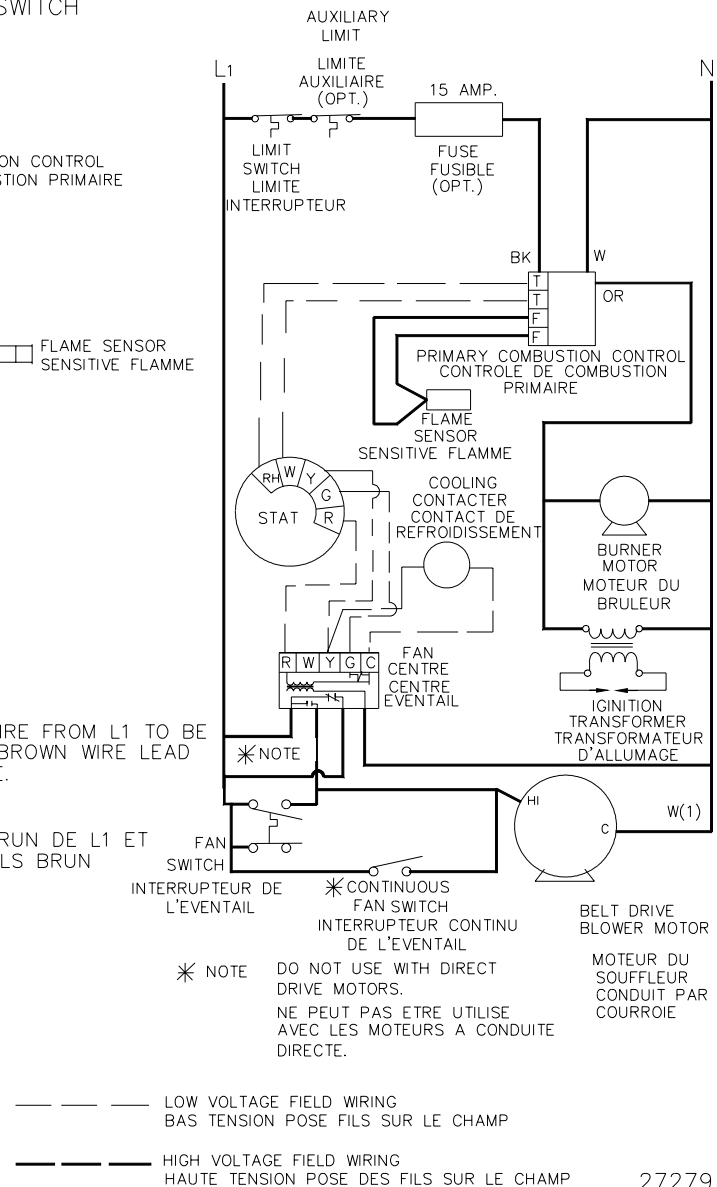 SWITCH
AUXILIARY
LIMIT
LIMITE
AUXILIAIRE
(OPT.)
L1
N
15 AMP.
LIMIT
SWITCH
LIMITE
INTERRUPTEUR
FUSE
FUSIBLE
(OPT.)
ON CONTROL
STION PRIMAIRE
BK
W
T
T
F
F
OR
PRIMARY COMBUSTION CONTROL
CONTROLE DE COMBUSTION
PRIMAIRE
FLAME SENSOR
SENSITIVE FLAMME
FLAME
SENSOR
SENSITIVE FLAMME
RH W Y G R
STAT
COOLING
CONTACTER
CONTACT DE
REFROIDISSEMENT
BURNER
MOTOR
MOTEUR DU
BRULEUR
R W Y G C
FAN
CENTRE
CENTRE
EVENTAIL
IGNITION
TRANSFORMER
TRANSFORMATEUR
D'ALLUMAGE
IRE FROM L1 TO BE
BROWN WIRE LEAD
E.
* NOTE
HI
C
W(1)
RUN DE L1 ET
LS BRUN
FAN
SWITCH
INTERRUPTEUR DE
L'EVENTAIL
* CONTINUOUS
FAN SWITCH
INTERRUPTEUR CONTINU
DE L'EVENTAIL
BELT DRIVE
BLOWER MOTOR
MOTEUR DU
SOUFFLEUR
CONDUIT PAR
COURROIE
* NOTE DO NOT USE WITH DIRECT
DRIVE MOTORS.
NE PEUT PAS ETRE UTILISE
AVEC LES MOTEURS A CONDUITE
DIRECTE.
LOW VOLTAGE FIELD WIRING
BAS TENSION POSE FILS SUR LE CHAMP
HIGH VOLTAGE FIELD WIRING
HAUTE TENSION POSE DES FILS SUR LE CHAMP
27279